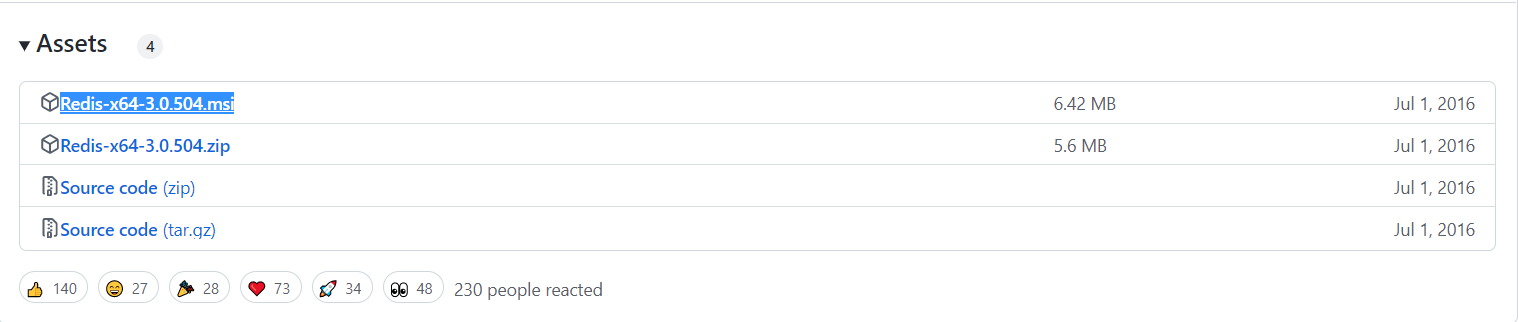 Assets 4
Redis-x64-3.0.504.msi 6.42 MB Jul 1, 2016
Redis-x64-3.0.504.zip 5.6 MB Jul 1, 2016
Source code (zip) Jul 1, 2016
Source code (tar.gz) Jul 1, 2016
140 27 28 73 34 48 230 people reacted